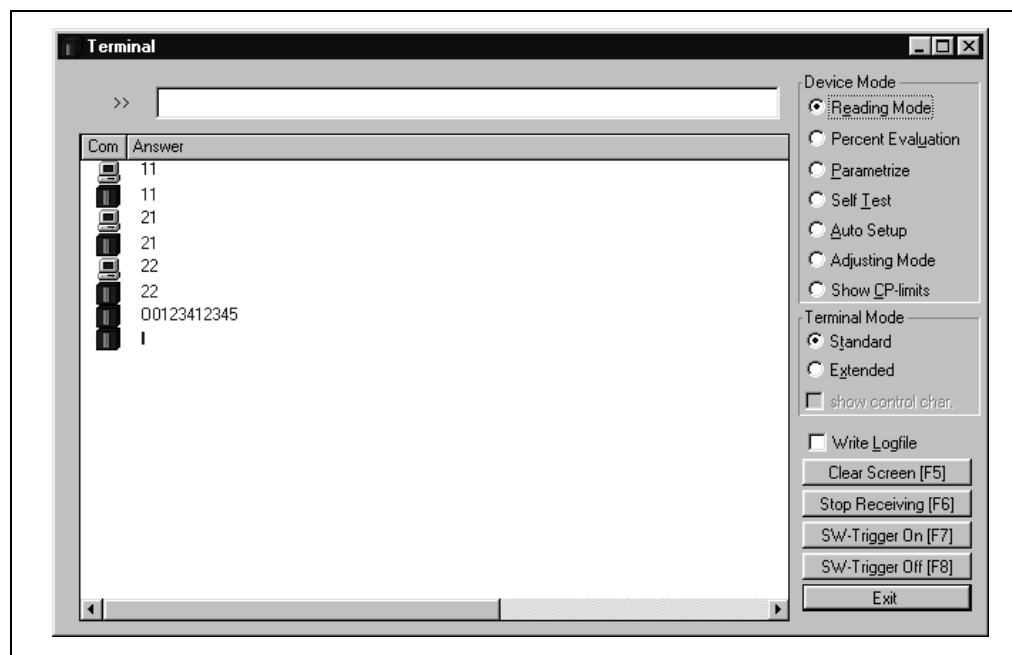 Terminal
>>
Com Answer
11
11
21
21
22
22
00123412345
I
Device Mode
Reading Mode
Percent Evaluation
Parametrize
Self Test
Auto Setup
Adjusting Mode
Show CP-limits
Terminal Mode
Standard
Extended
show control char.
Write Logfile
Clear Screen [F5]
Stop Receiving [F6]
SW-Trigger On [F7]
SW-Trigger Off [F8]
Exit